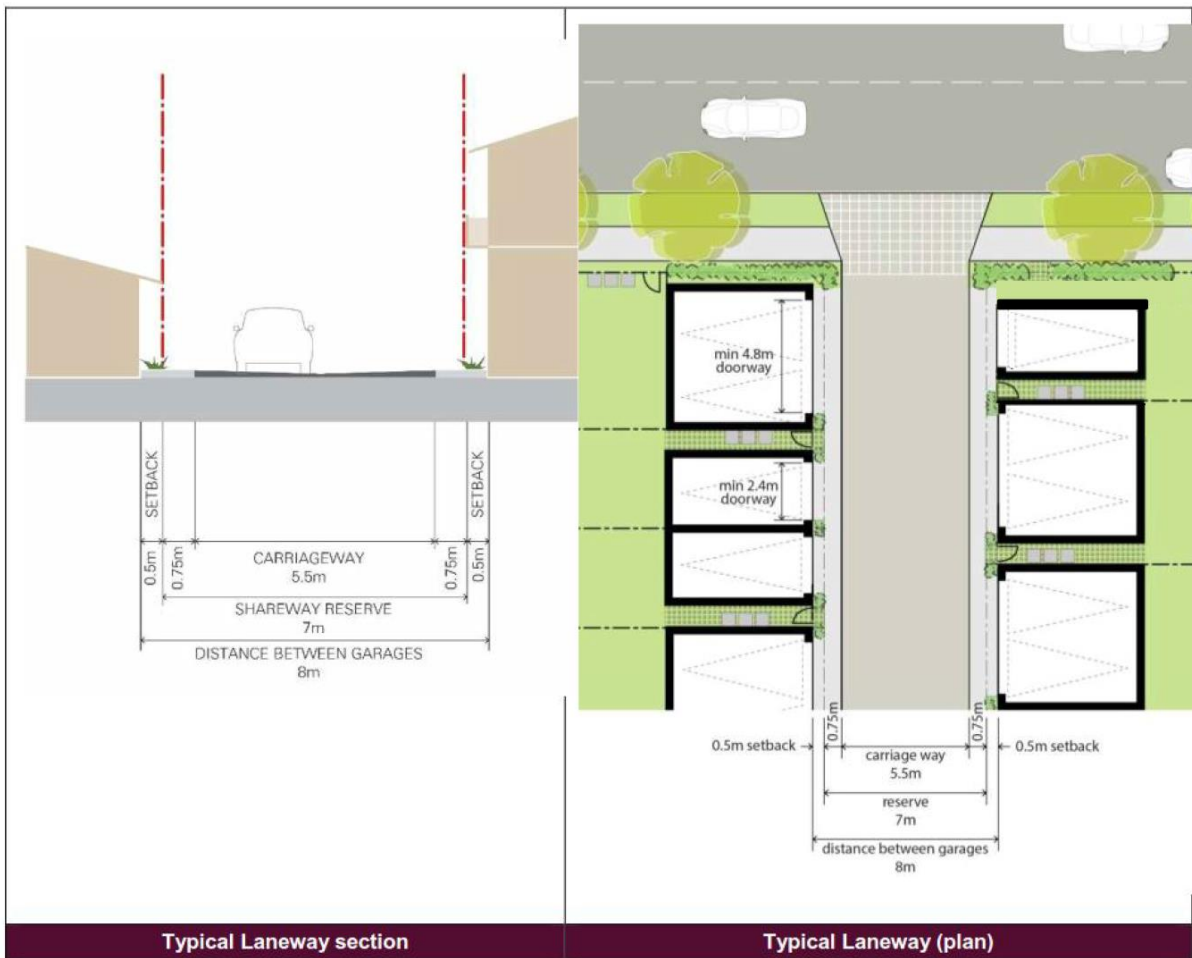 SETBACK
SETBACK
0.5m
0.75m
CARRIAGEWAY
5.5m
0.75m
0.5m
SHAREWAY RESERVE
7m
DISTANCE BETWEEN GARAGES
8m
Typical Laneway section
min 4.8m
doorway
min 2.4m
doorway
0.75m
0.75m
0.5m setback
carriage way
5.5m
0.5m setback
reserve
7m
distance between garages
8m
Typical Laneway (plan)